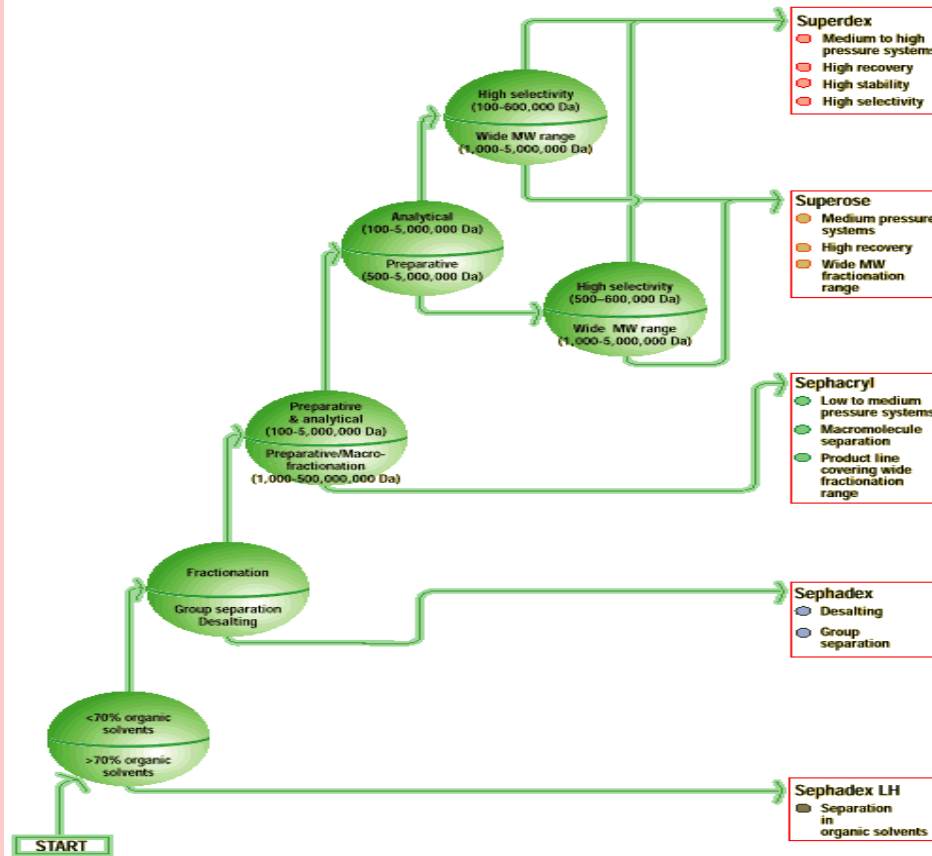 Superdex
Medium to high
pressure systems
High recovery
High stability
High selectivity
High selectivity
(100-600,000 Da)
Wide MW range
(1,000-5,000,000 Da)
Superose
Medium pressure
systems
High recovery
Wide MW
fractionation
range
Analytical
(100-5,000,000 Da)
Preparative
(500-5,000,000 Da)
High selectivity
(500–600,000 Da)
Wide MW range
(1,000-5,000,000 Da)
Sephacryl
Low to medium
pressure systems
Macromolecule
separation
Product line
covering wide
fractionation
range
Preparative
& analytical
(100-5,000,000 Da)
Preparative/Macro-
fractionation
(1,000-500,000,000 Da)
Fractionation
Group separation
Desalting
Sephadex
Desalting
Group
separation
<70% organic
solvents
>70% organic
solvents
Sephadex LH
Separation
in
organic solvents
START